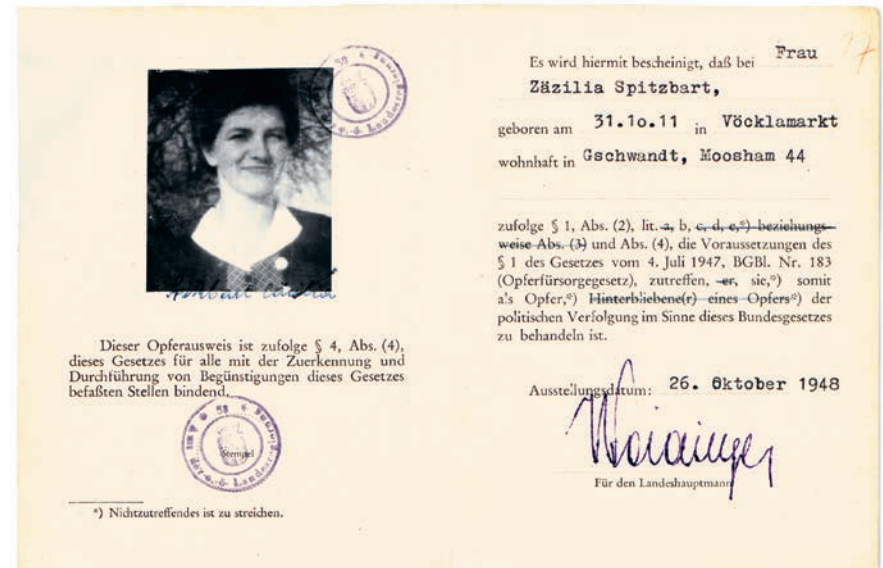 Dieser Opferausweis ist zufolge § 4, Abs. (4),
dieses Gesetzes für alle mit der Zuerkennung und
Durchführung von Begünstigungen dieses Gesetzes
befaßten Stellen bindend.
Stempel
*) Nichtzutreffendes ist zu streichen.
Es wird hiermit bescheinigt, daß bei Frau
Zäzilia Spitzbart,
geboren am 31.1o.11 in Vöcklamarkt
wohnhaft in Gschwandt, Moosham 44
zufolge § 1, Abs. (2), lit. a, b, c, d, e,*) beziehungs-
weise Abs. (3) und Abs. (4), die Voraussetzungen des
§ 1 des Gesetzes vom 4. Juli 1947, BGBl. Nr. 183
(Opferfürsorgegesetz), zutreffen, er, sie,*) somit
als Opfer,*) Hinterbliebene(r) eines Opfers*) der
politischen Verfolgung im Sinne dieses Bundesgesetzes
zu behandeln ist.
Ausstellungsdatum: 26. Oktober 1948
Für den Landeshauptmann